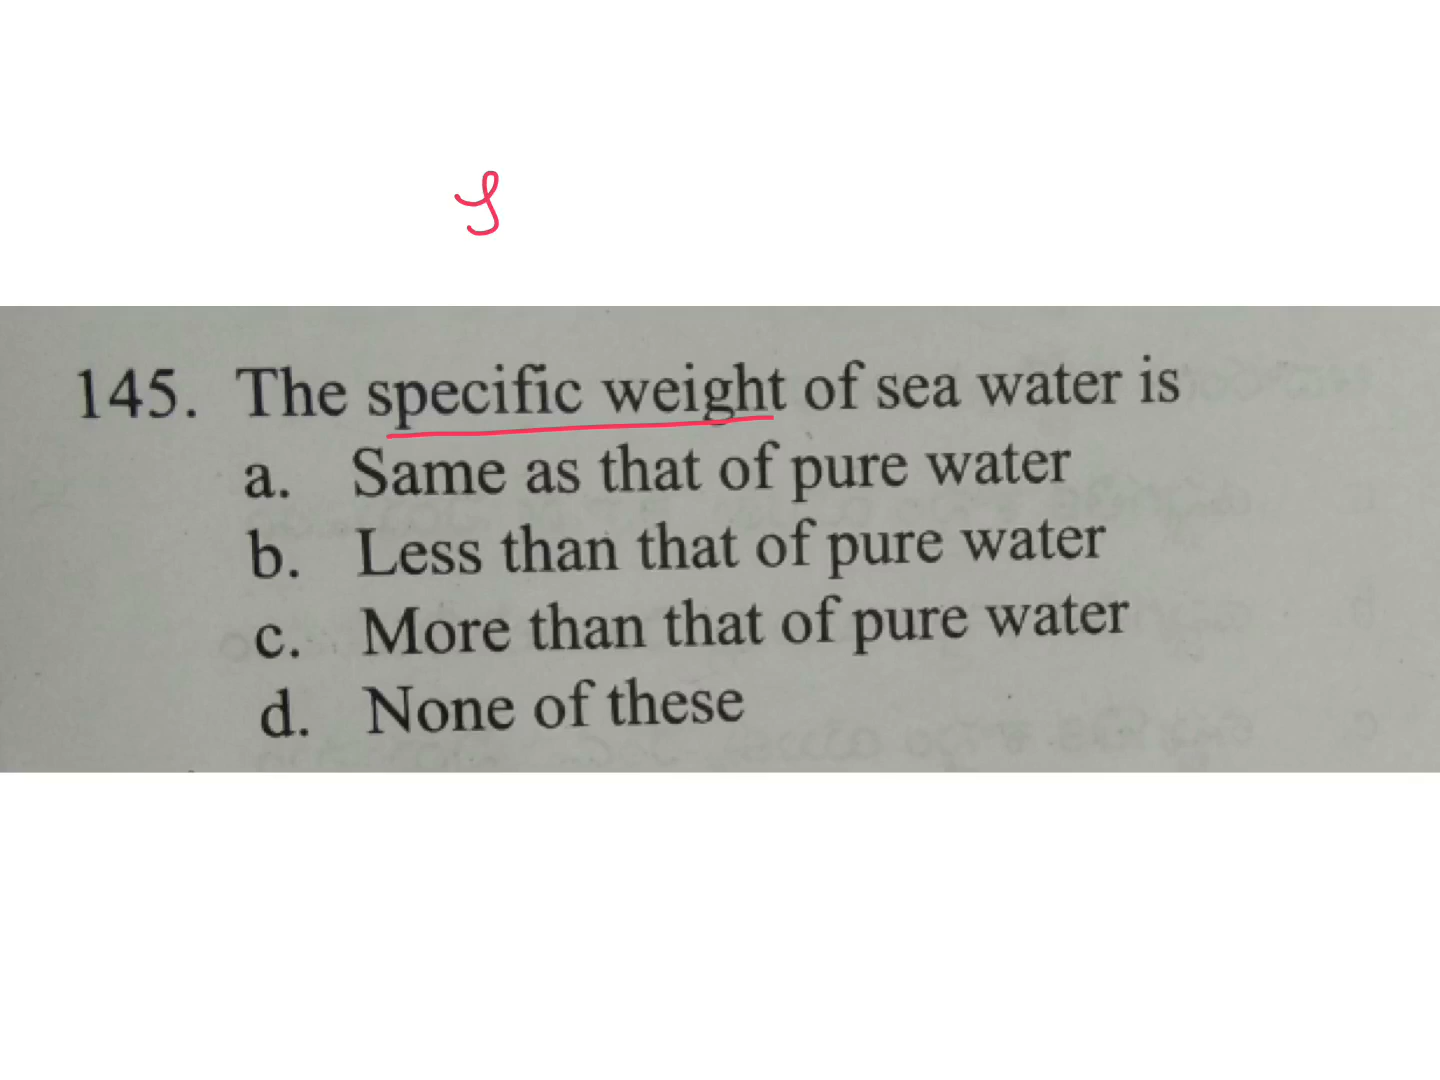 145. The specific weight of sea water is
a. Same as that of pure water
b. Less than that of pure water
c. More than that of pure water
d. None of these